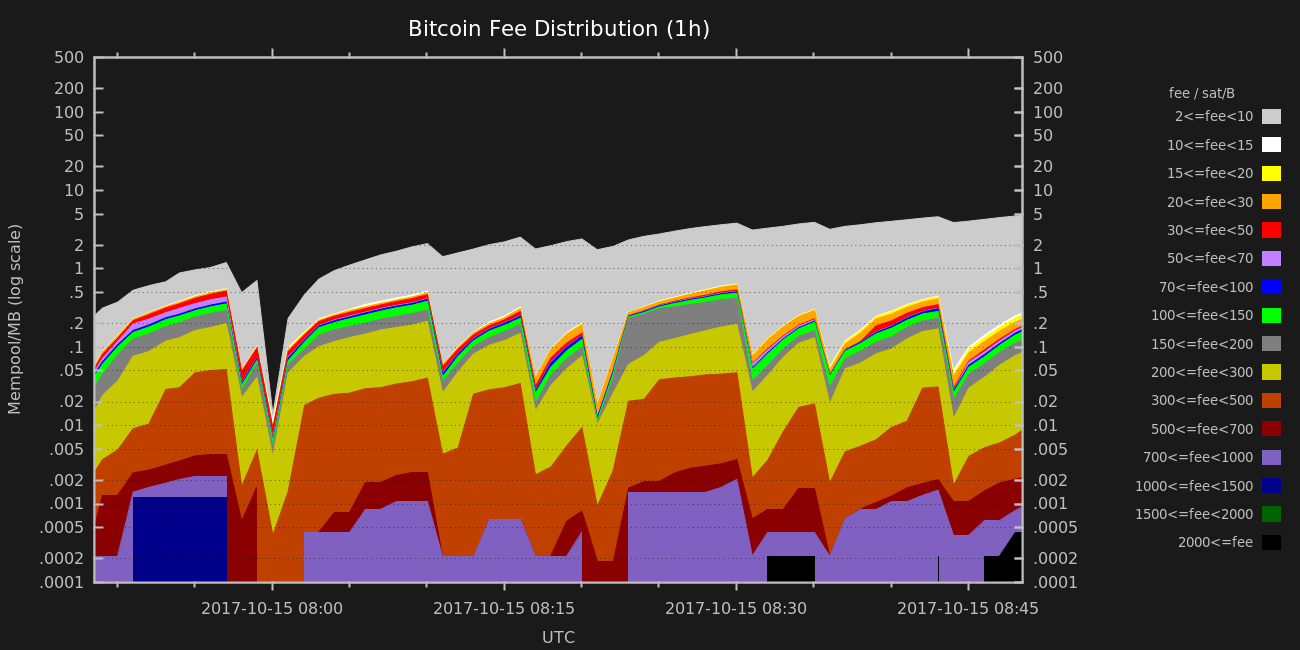 Bitcoin Fee Distribution (1h)
500
200
100
50
20
10
5
2
1
.5
.2
.1
.05
.02
.01
.005
.002
.001
.0005
.0002
.0001
Mempool/MB (log scale)
500
200
100
50
20
10
5
2
1
.5
.2
.1
.05
.02
.01
.005
.002
.001
.0005
.0002
.0001
2017-10-15 08:00
2017-10-15 08:15
2017-10-15 08:30
2017-10-15 08:45
UTC
fee / sat/B
2<=fee<10
10<=fee<15
15<=fee<20
20<=fee<30
30<=fee<50
50<=fee<70
70<=fee<100
100<=fee<150
150<=fee<200
200<=fee<300
300<=fee<500
500<=fee<700
700<=fee<1000
1000<=fee<1500
1500<=fee<2000
2000<=fee